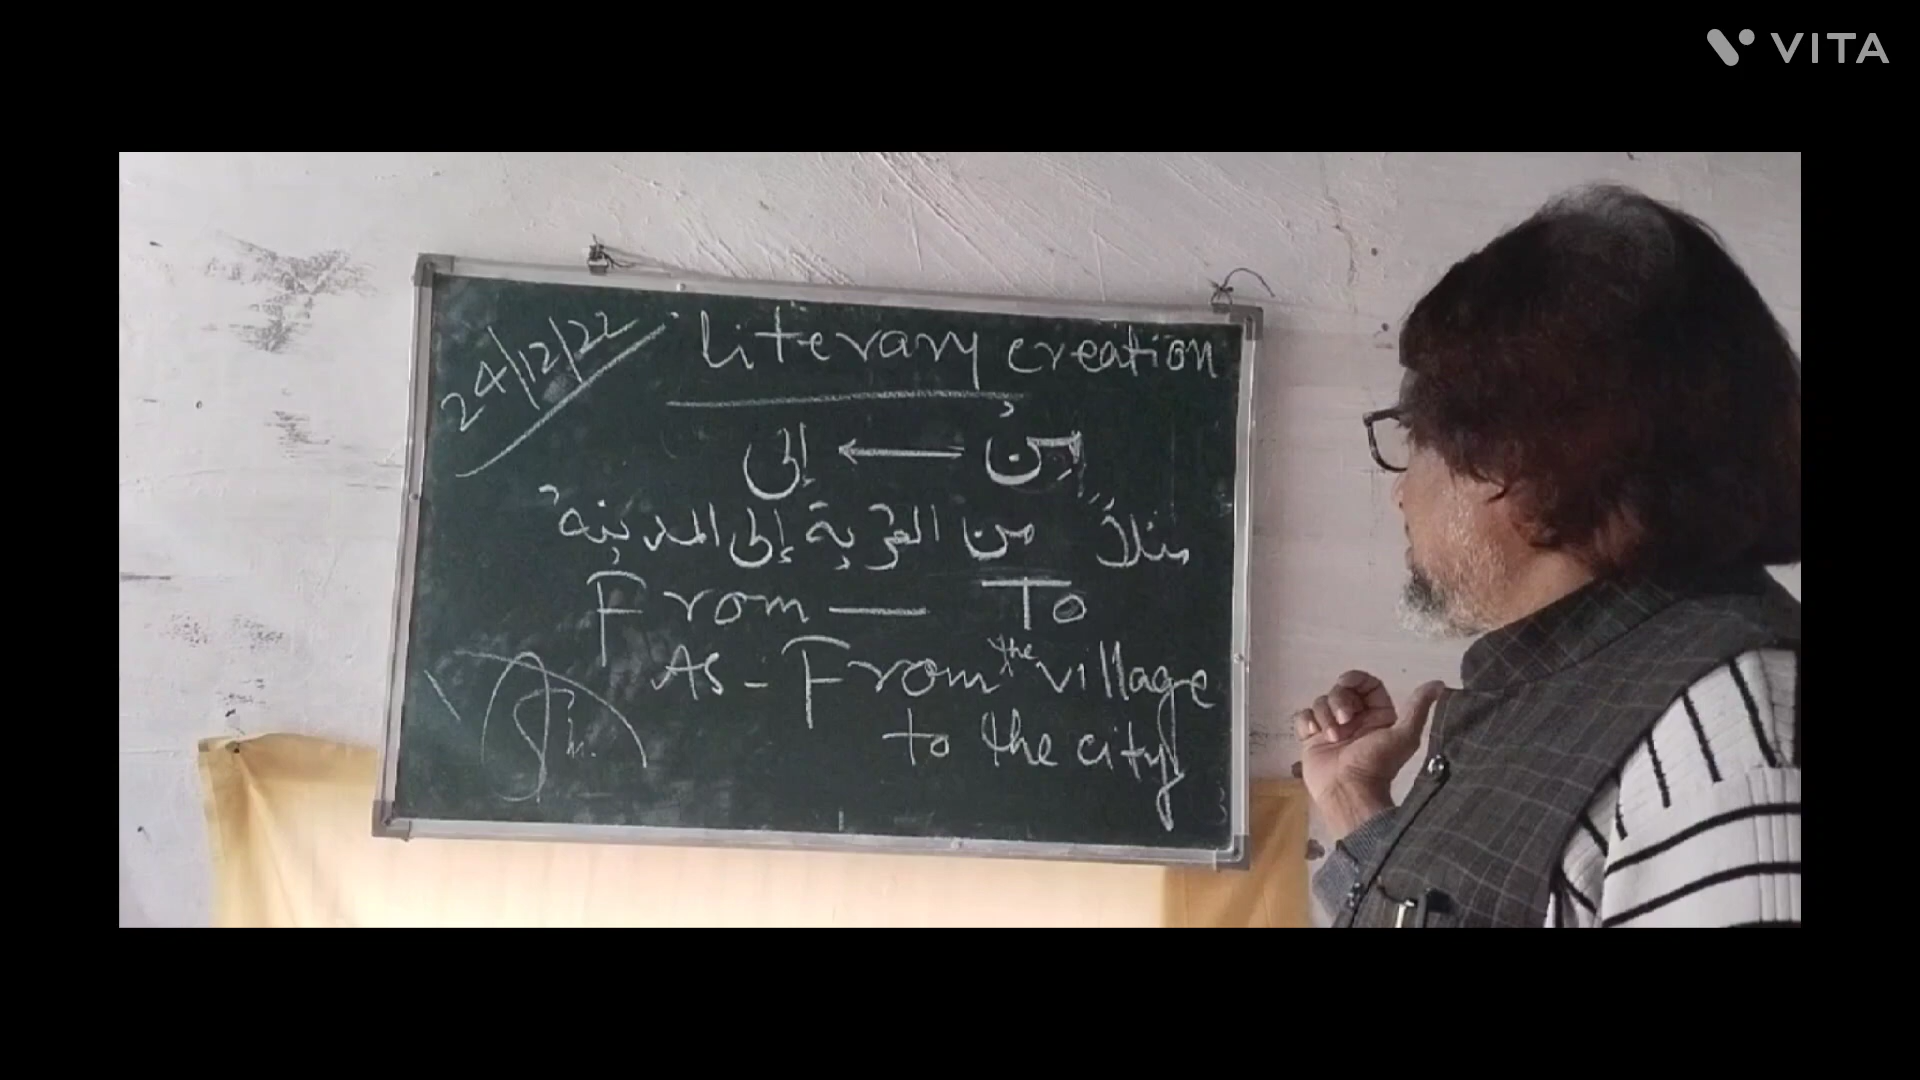 VITA
24/12/22
Literary creation
مِنْ ← إلى
مثلاً من القرية إلى المدينة
From — To
As - From the village
to the city